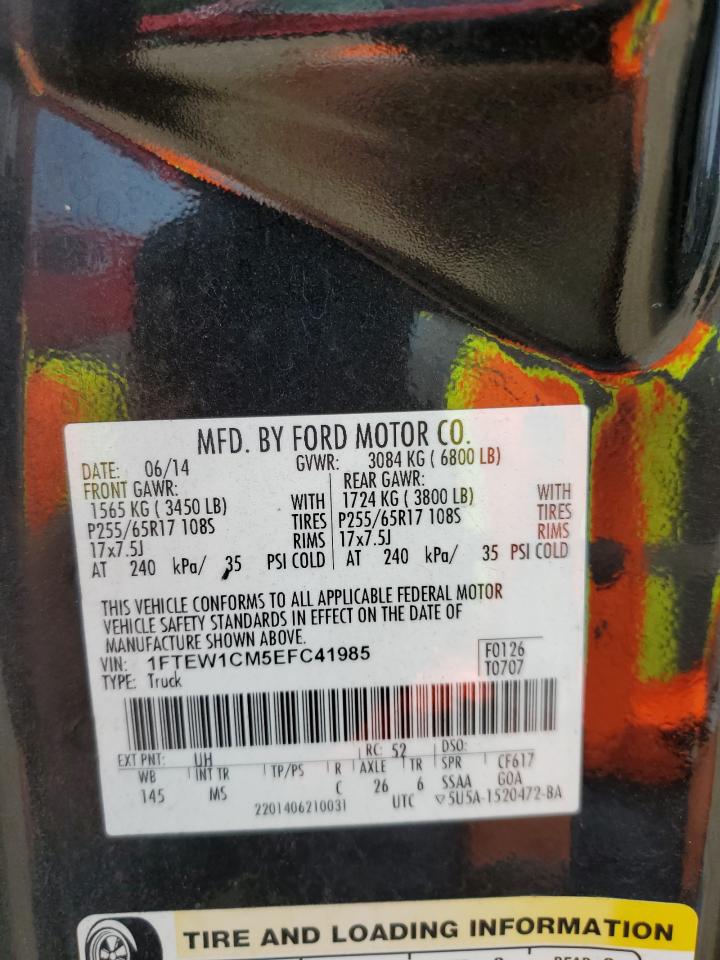 MFD. BY FORD MOTOR CO.
DATE: 06/14 GVWR: 3084 KG ( 6800 LB)
FRONT GAWR: REAR GAWR:
1565 KG ( 3450 LB) WITH 1724 KG ( 3800 LB) WITH
P255/65R17 108S TIRES P255/65R17 108S TIRES
17x7.5J RIMS 17x7.5J RIMS
AT 240 kPa/ 35 PSI COLD AT 240 kPa/ 35 PSI COLD
THIS VEHICLE CONFORMS TO ALL APPLICABLE FEDERAL MOTOR
VEHICLE SAFETY STANDARDS IN EFFECT ON THE DATE OF
MANUFACTURE SHOWN ABOVE.
VIN: 1FTEW1CM5EFC41985 F0126
TYPE: Truck T0707
EXT PNT: UH RC: 52 DSO:
WB INT TR TP/PS R AXLE TR SPR CF617
145 MS C 26 6 SSAA GOA
2201406210031 UTC ▽5U5A-1520472-BA
TIRE AND LOADING INFORMATION